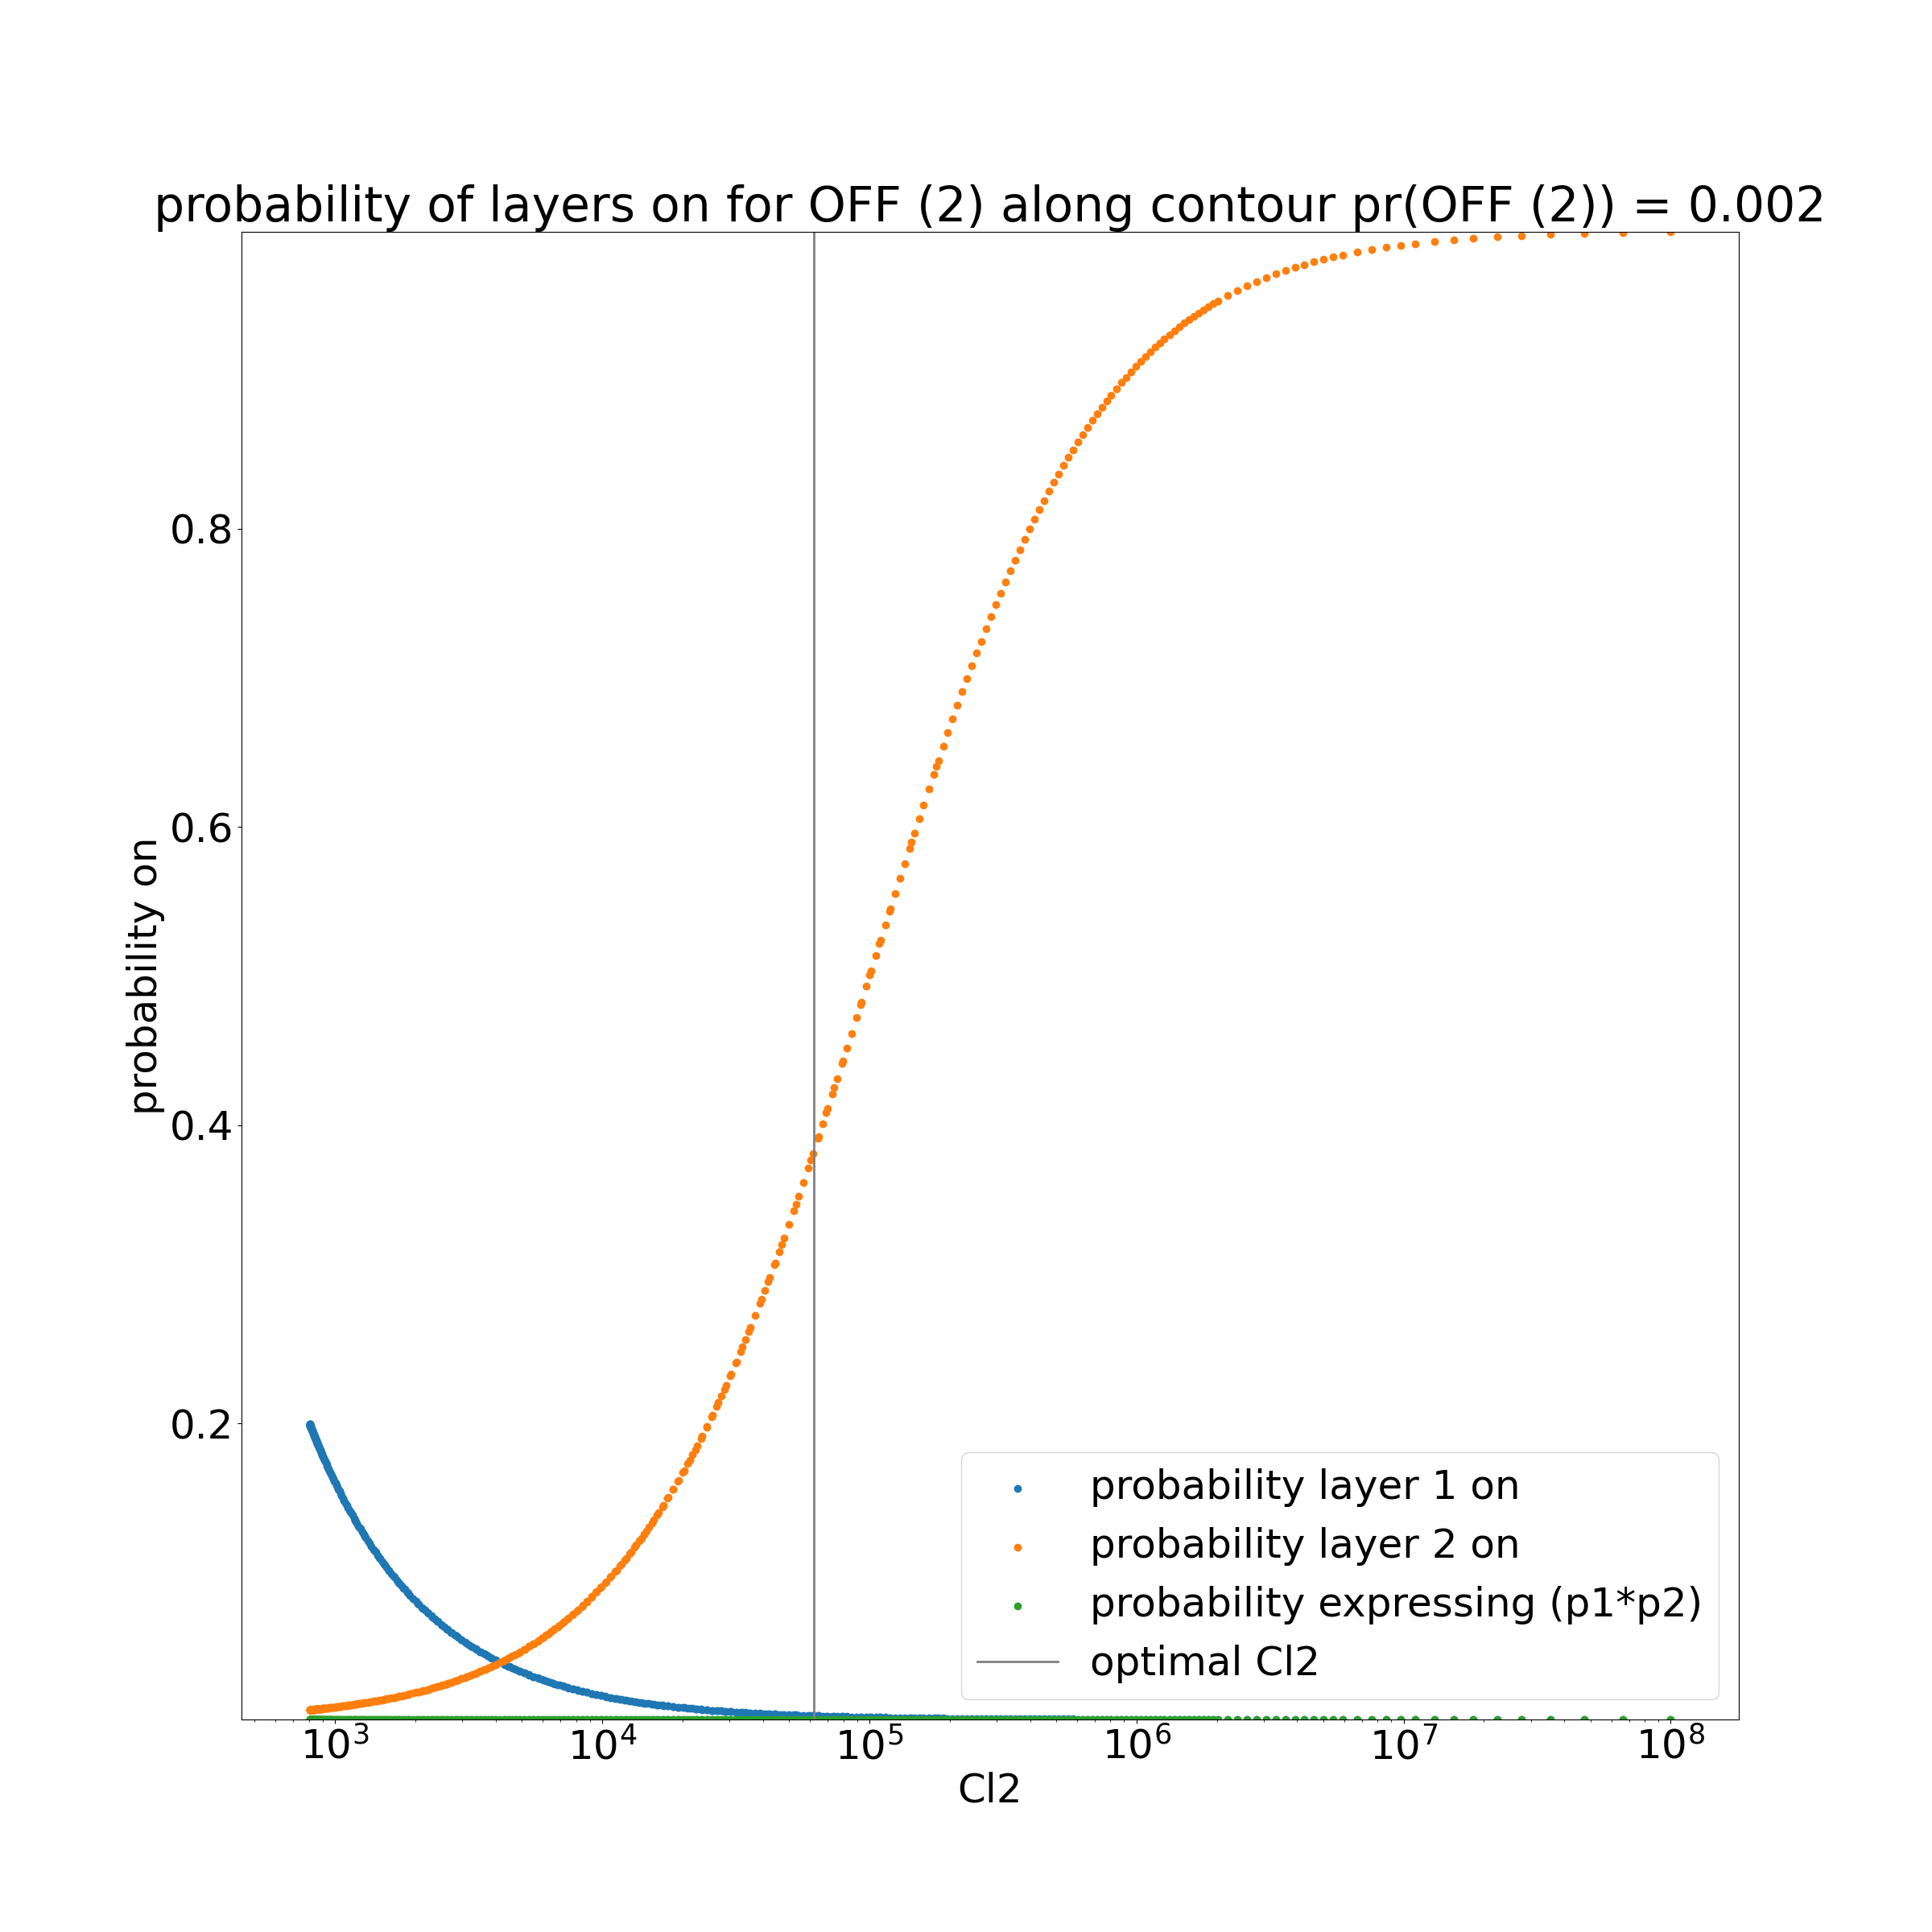 probability of layers on for OFF (2) along contour pr(OFF (2)) = 0.002
probability on
0.8
0.6
0.4
0.2
probability layer 1 on
probability layer 2 on
probability expressing (p1*p2)
optimal Cl2
10³ 10⁴ 10⁵ 10⁶ 10⁷ 10⁸
Cl2